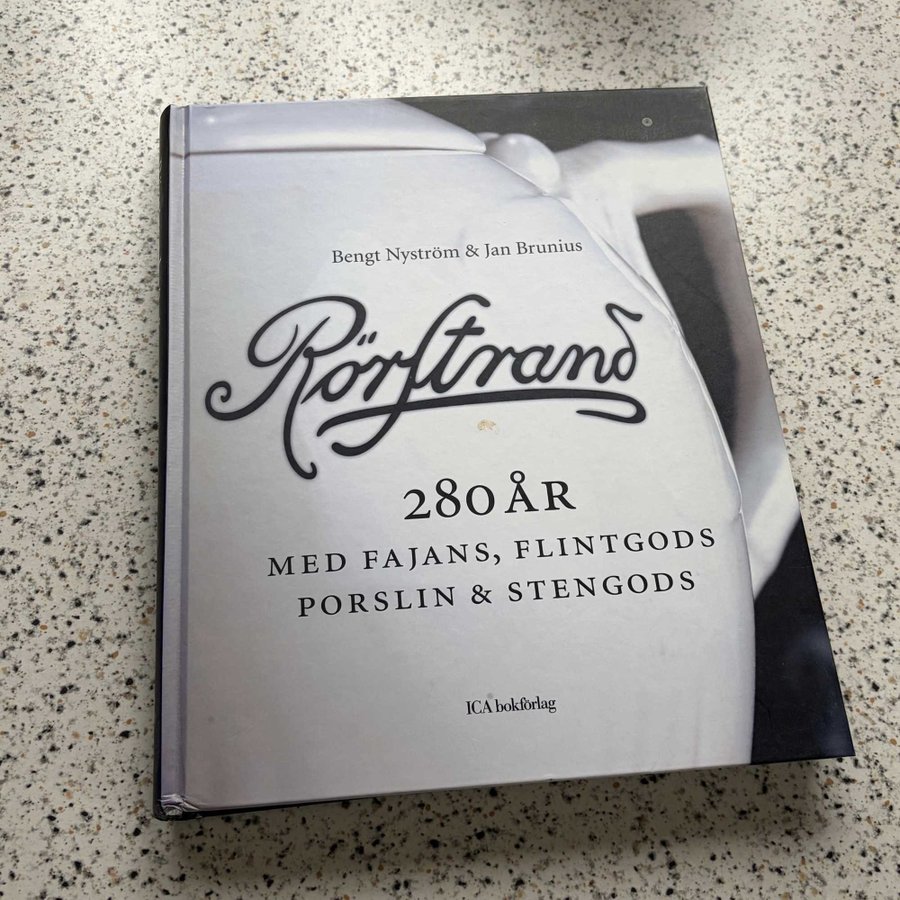 Bengt Nyström & Jan Brunius
Rörstrand
280 ÅR
MED FAJANS, FLINTGODS
PORSLIN & STENGODS
ICA bokförlag